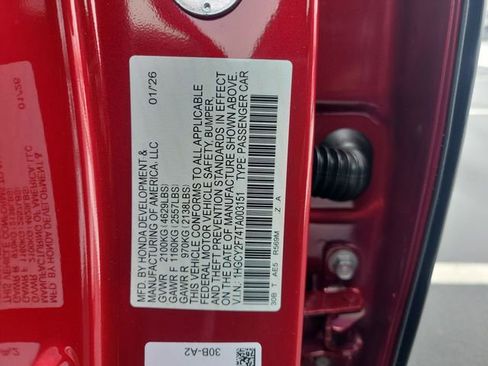 MFD. BY HONDA DEVELOPMENT & 01/26
MANUFACTURING OF AMERICA, LLC
GVWR 2100KG(4629LBS)
GAWR F 1160KG(2557LBS)
GAWR R 970KG(2138LBS)
THIS VEHICLE CONFORMS TO ALL APPLICABLE
FEDERAL MOTOR VEHICLE SAFETY, BUMPER,
AND THEFT PREVENTION STANDARDS IN EFFECT
ON THE DATE OF MANUFACTURE SHOWN ABOVE.
V.I.N: 1HGCY2F74TA003151 TYPE: PASSENGER CAR
30B T AE5 R569M Z A
30B-A2